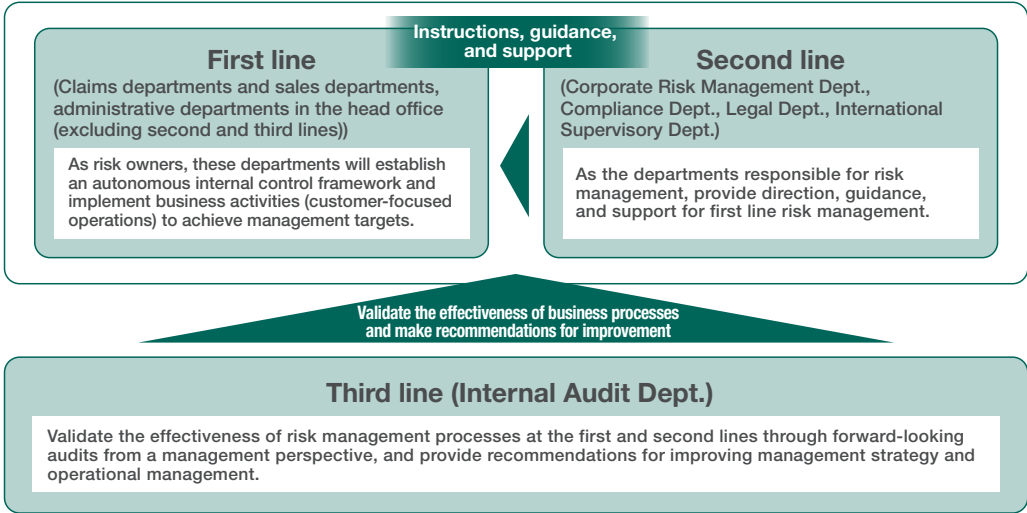 Instructions, guidance,
and support
First line
(Claims departments and sales departments,
administrative departments in the head office
(excluding second and third lines))
As risk owners, these departments will establish
an autonomous internal control framework and
implement business activities (customer-focused
operations) to achieve management targets.
Second line
(Corporate Risk Management Dept.,
Compliance Dept., Legal Dept., International
Supervisory Dept.)
As the departments responsible for risk
management, provide direction, guidance,
and support for first line risk management.
Validate the effectiveness of business processes
and make recommendations for improvement
Third line (Internal Audit Dept.)
Validate the effectiveness of risk management processes at the first and second lines through forward-looking
audits from a management perspective, and provide recommendations for improving management strategy and
operational management.